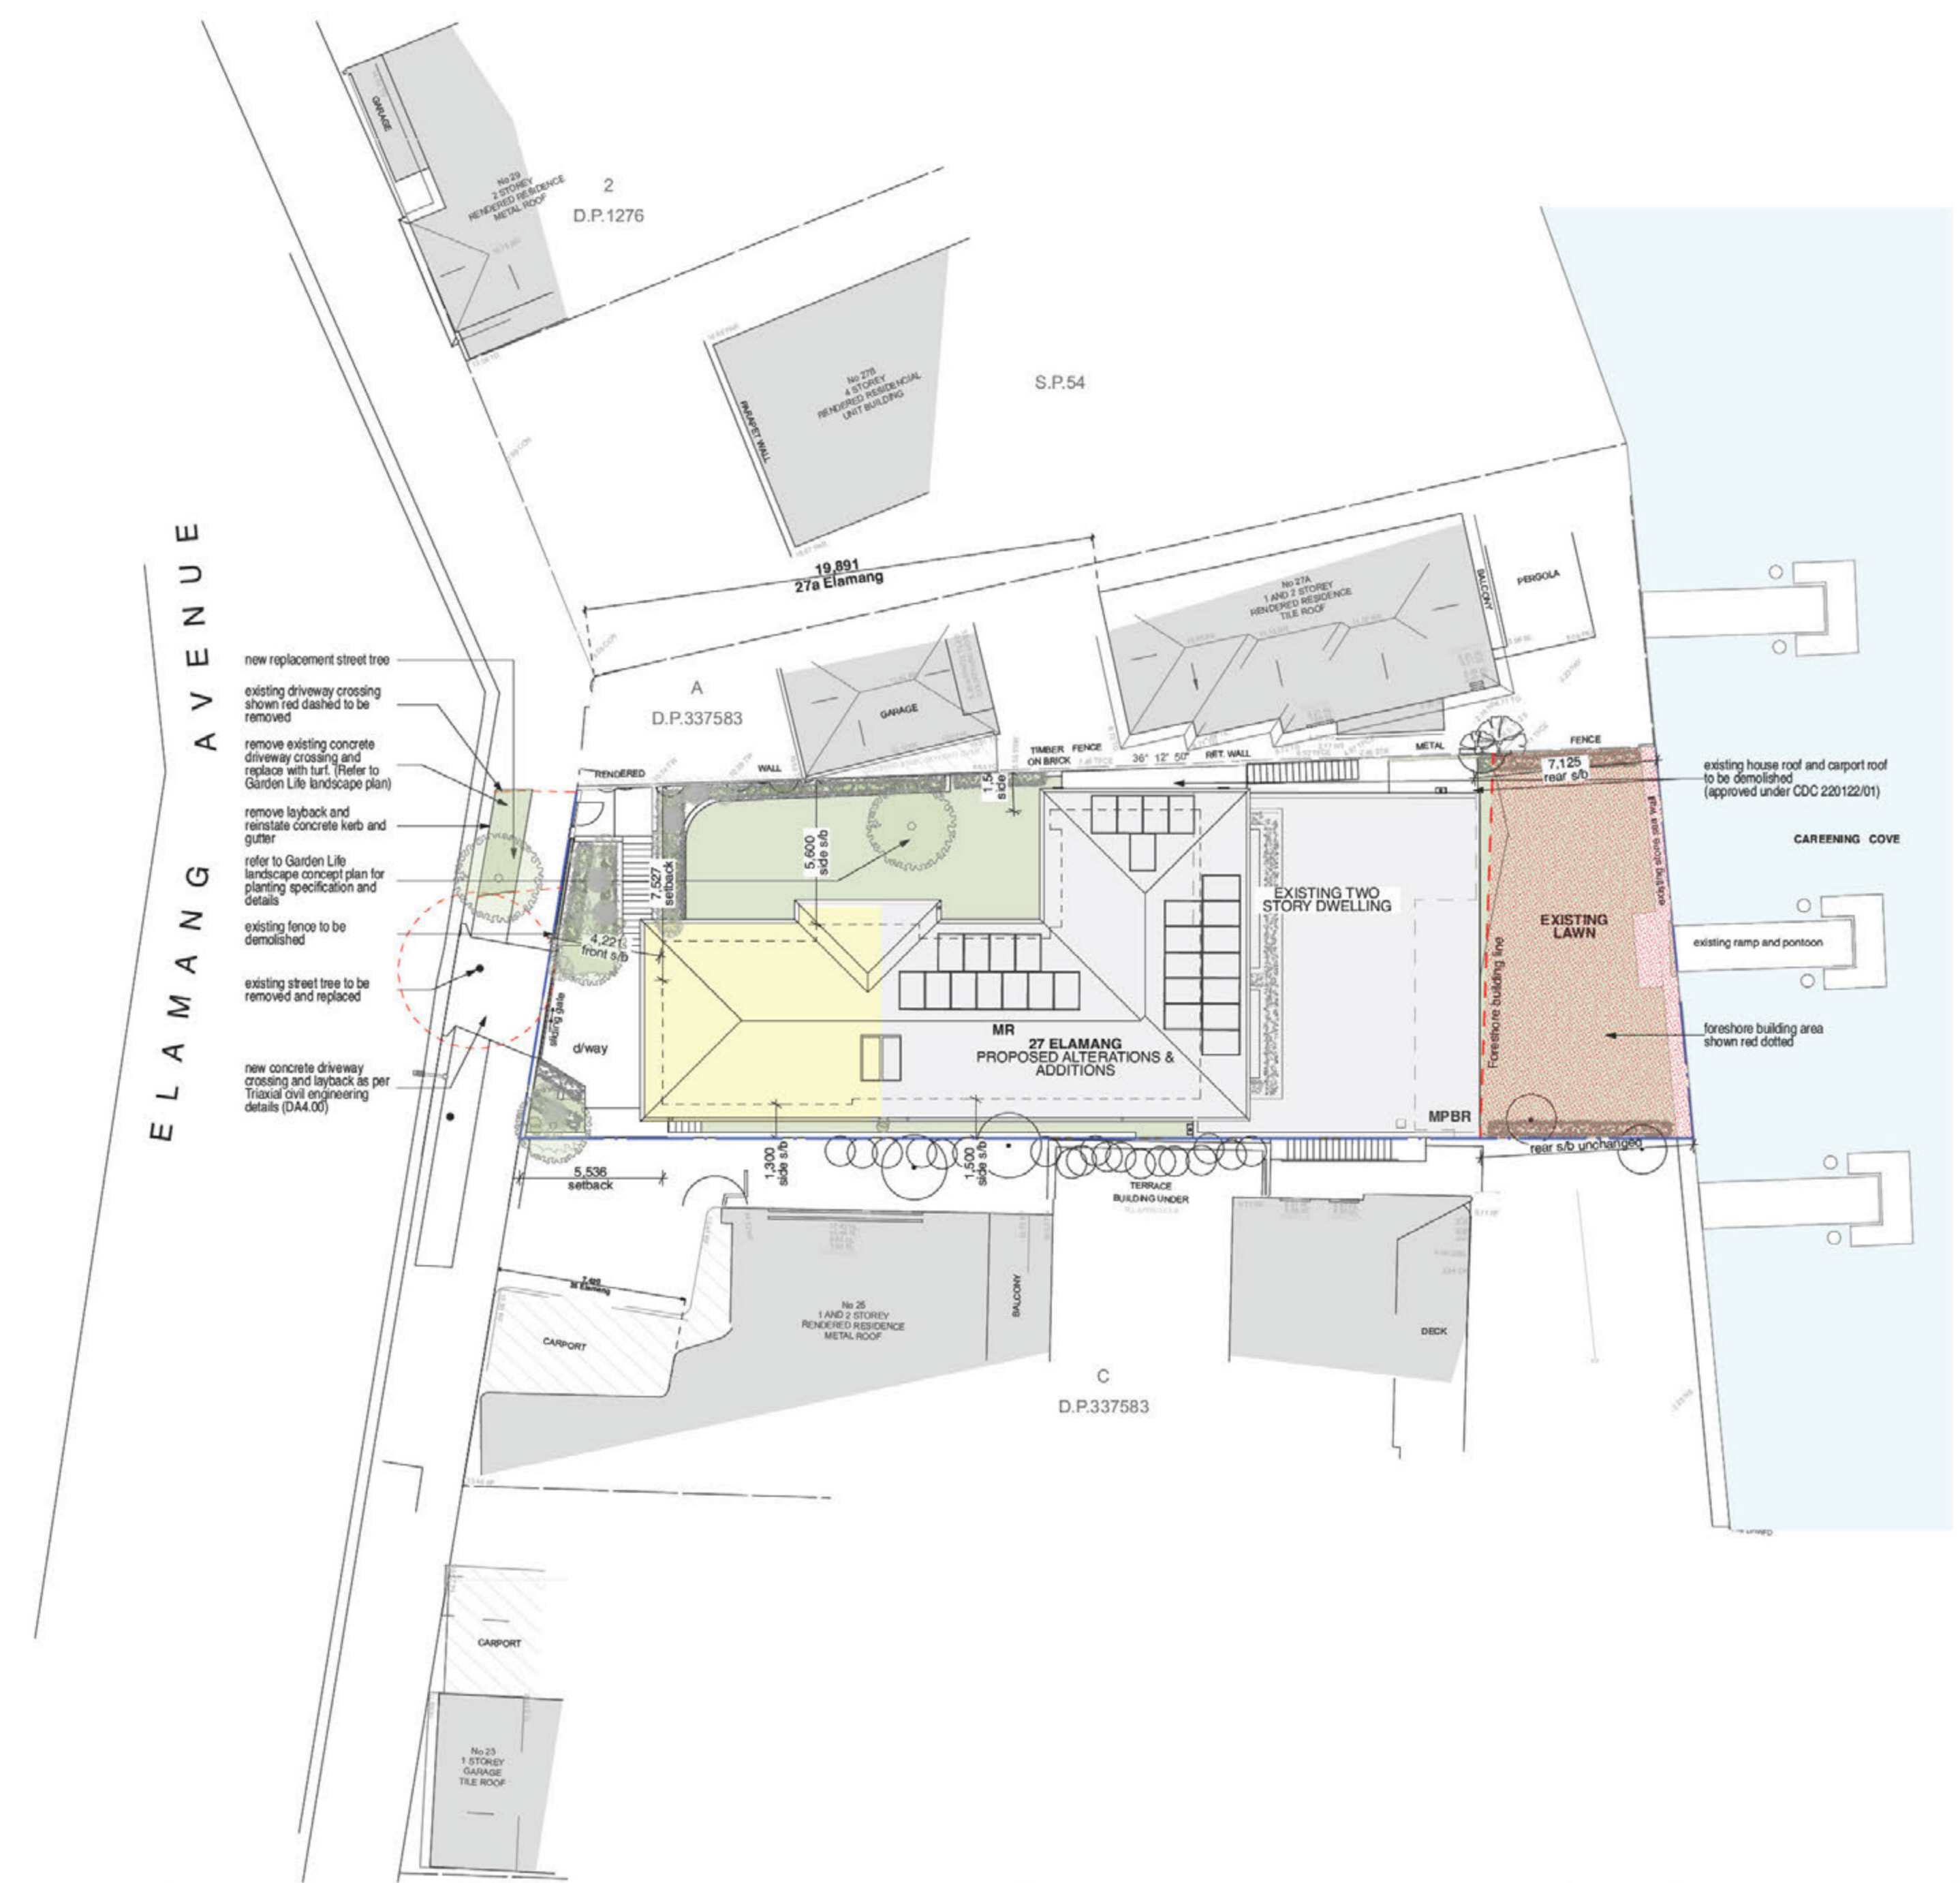 GARAGE
No 29
2 STOREY
RENDERED RESIDENCE
METAL ROOF
2
D.P.1276
No 27B
4 STOREY
RENDERED RESIDENCIAL
UNIT BUILDING
PARAPET WALL
S.P.54
19,891
27a Elamang
No 27A
1 AND 2 STOREY
RENDERED RESIDENCE
TILE ROOF
BALCONY
PERGOLA
ELAMANG AVENUE
A
D.P.337583
GARAGE
RENDERED
WALL
TIMBER FENCE
ON BRICK
36° 12' 50"
RET. WALL
METAL
FENCE
new replacement street tree
existing driveway crossing
shown red dashed to be
removed
remove existing concrete
driveway crossing and
replace with turf. (Refer to
Garden Life landscape plan)
remove layback and
reinstate concrete kerb and
gutter
refer to Garden Life
landscape concept plan for
planting specification and
details
existing fence to be
demolished
existing street tree to be
removed and replaced
new concrete driveway
crossing and layback as per
Triaxial civil engineering
details (DA4.00)
7,527
setback
5,600
side s/b
1,5
side
4,221
front s/b
sliding gate
d/way
MR
27 ELAMANG
PROPOSED ALTERATIONS &
ADDITIONS
EXISTING TWO
STORY DWELLING
MPBR
7,125
rear s/b
Foreshore building line
EXISTING
LAWN
existing stone sea wall
existing house roof and carport roof
to be demolished
(approved under CDC 220122/01)
CAREENING COVE
existing ramp and pontoon
foreshore building area
shown red dotted
rear s/b unchanged
5,536
setback
1,300
side s/b
1,500
side s/b
TERRACE
BUILDING UNDER
CARPORT
No 25
1 AND 2 STOREY
RENDERED RESIDENCE
METAL ROOF
BALCONY
DECK
C
D.P.337583
CARPORT
No 23
1 STOREY
GARAGE
TILE ROOF